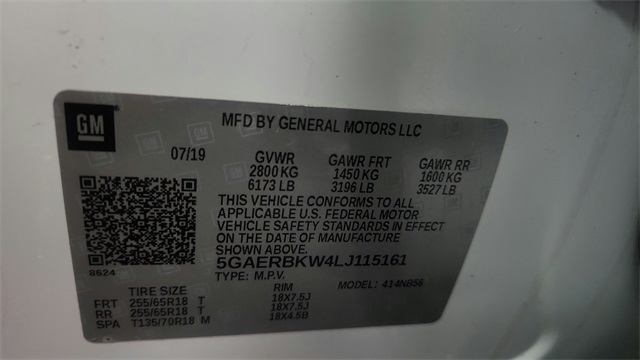 GM
MFD BY GENERAL MOTORS LLC
07/19 GVWR GAWR FRT GAWR RR
2800 KG 1450 KG 1600 KG
6173 LB 3196 LB 3527 LB
THIS VEHICLE CONFORMS TO ALL
APPLICABLE U.S. FEDERAL MOTOR
VEHICLE SAFETY STANDARDS IN EFFECT
ON THE DATE OF MANUFACTURE
SHOWN ABOVE.
8624
5GAERBKW4LJ115161
TYPE: M.P.V. MODEL: 414NB56
TIRE SIZE RIM
FRT 255/65R18 T 18X7.5J
RR 255/65R18 T 18X7.5J
SPA T135/70R18 M 18X4.5B